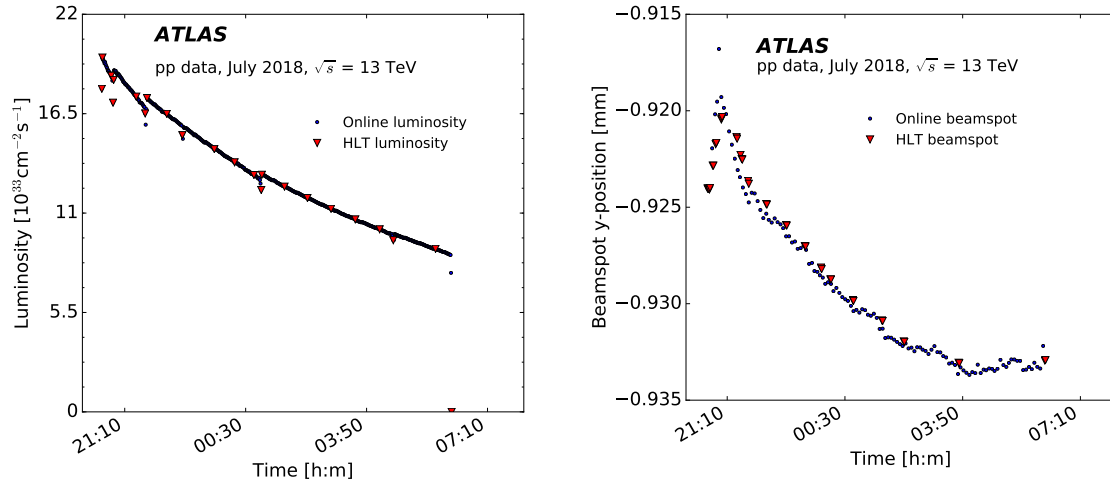 22
16.5
11
5.5
0
Luminosity [10³³cm⁻²s⁻¹]
ATLAS
pp data, July 2018, √s = 13 TeV
Online luminosity
HLT luminosity
21:10
00:30
03:50
07:10
Time [h:m]
−0.915
−0.920
−0.925
−0.930
−0.935
Beamspot y-position [mm]
ATLAS
pp data, July 2018, √s = 13 TeV
Online beamspot
HLT beamspot
21:10
00:30
03:50
07:10
Time [h:m]